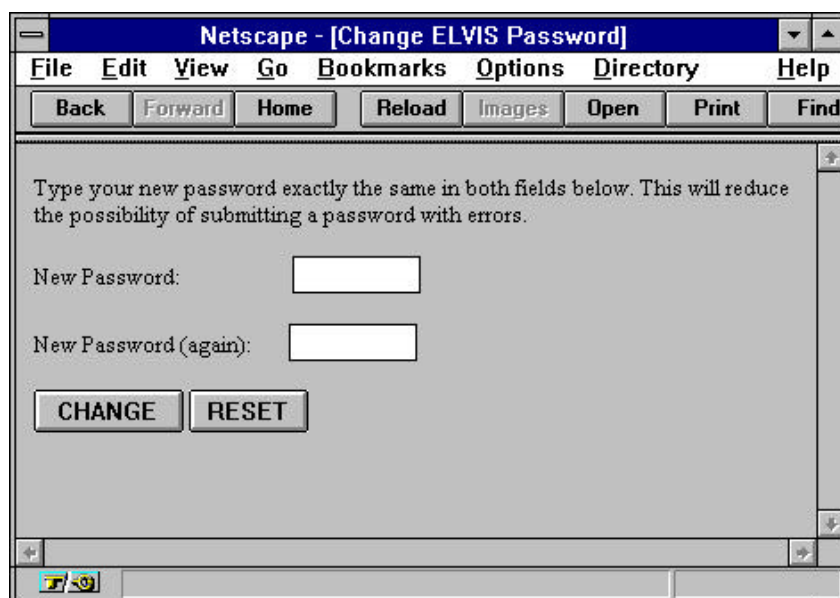 Netscape - [Change ELVIS Password]
File Edit View Go Bookmarks Options Directory Help
Back Forward Home Reload Images Open Print Find
Type your new password exactly the same in both fields below. This will reduce
the possibility of submitting a password with errors.
New Password:
New Password (again):
CHANGE RESET